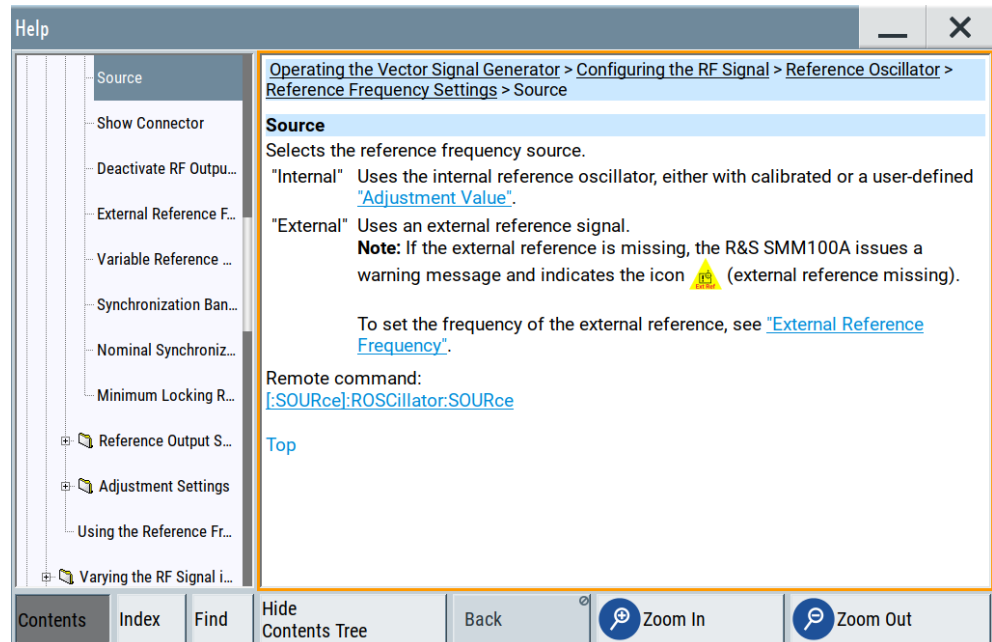 Help
Source
Show Connector
Deactivate RF Outpu...
External Reference F...
Variable Reference ...
Synchronization Ban...
Nominal Synchroniz...
Minimum Locking R...
Reference Output S...
Adjustment Settings
Using the Reference Fr...
Varying the RF Signal i...
Operating the Vector Signal Generator > Configuring the RF Signal > Reference Oscillator >
Reference Frequency Settings > Source
Source
Selects the reference frequency source.
"Internal" Uses the internal reference oscillator, either with calibrated or a user-defined
"Adjustment Value".
"External" Uses an external reference signal.
Note: If the external reference is missing, the R&S SMM100A issues a
warning message and indicates the icon Ext Ref (external reference missing).
To set the frequency of the external reference, see "External Reference
Frequency".
Remote command:
[:SOURce]:ROSCillator:SOURce
Top
Contents
Index
Find
Hide
Contents Tree
Back
Zoom In
Zoom Out